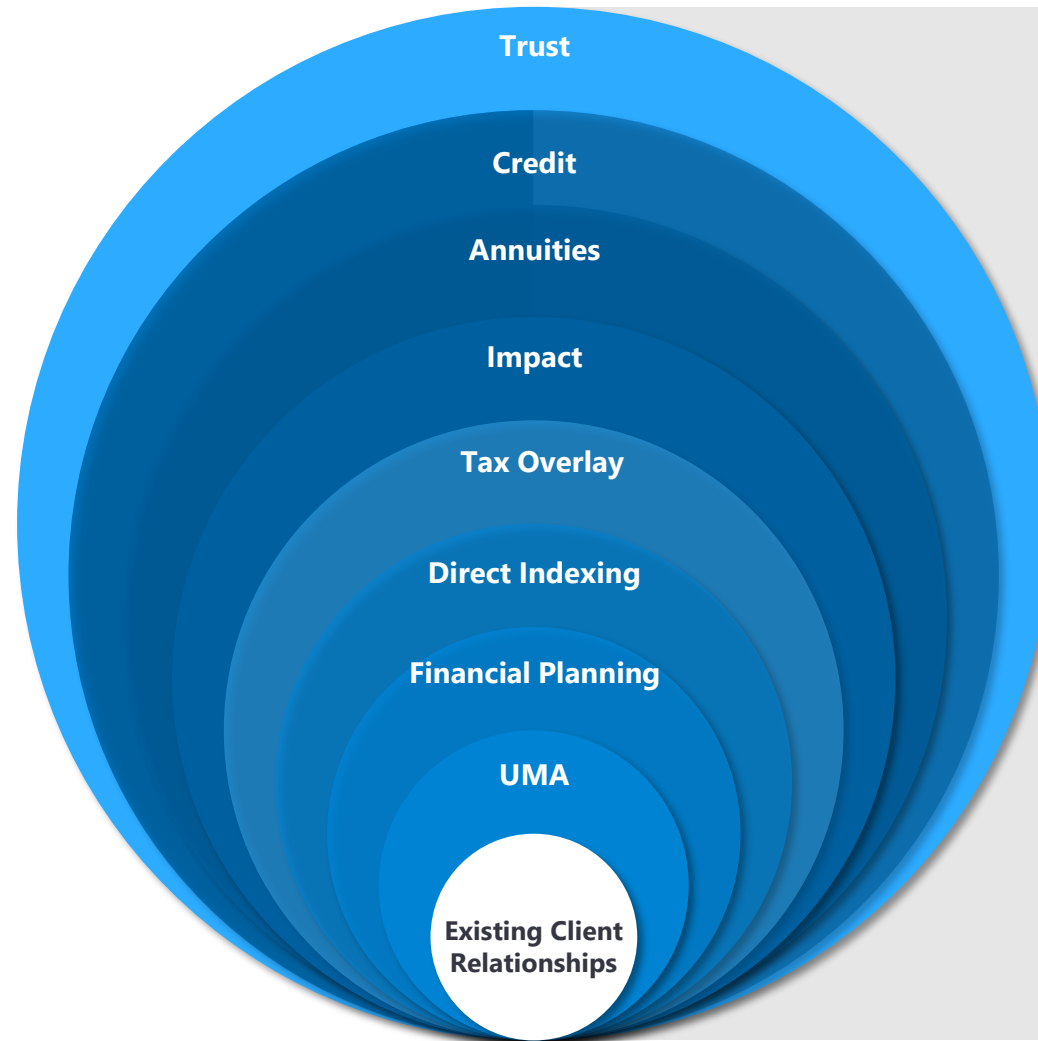 Trust
Credit
Annuities
Impact
Tax Overlay
Direct Indexing
Financial Planning
UMA
Existing Client
Relationships